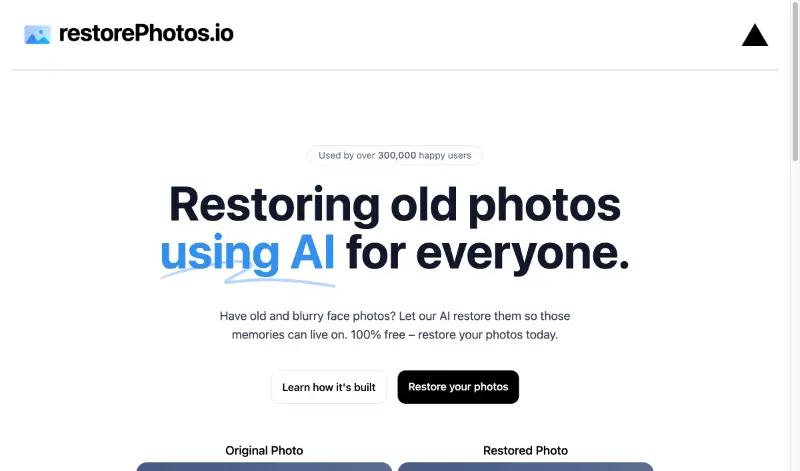 restorePhotos.io
Used by over 300,000 happy users
Restoring old photos
using AI for everyone.
Have old and blurry face photos? Let our AI restore them so those
memories can live on. 100% free – restore your photos today.
Learn how it's built
Restore your photos
Original Photo
Restored Photo